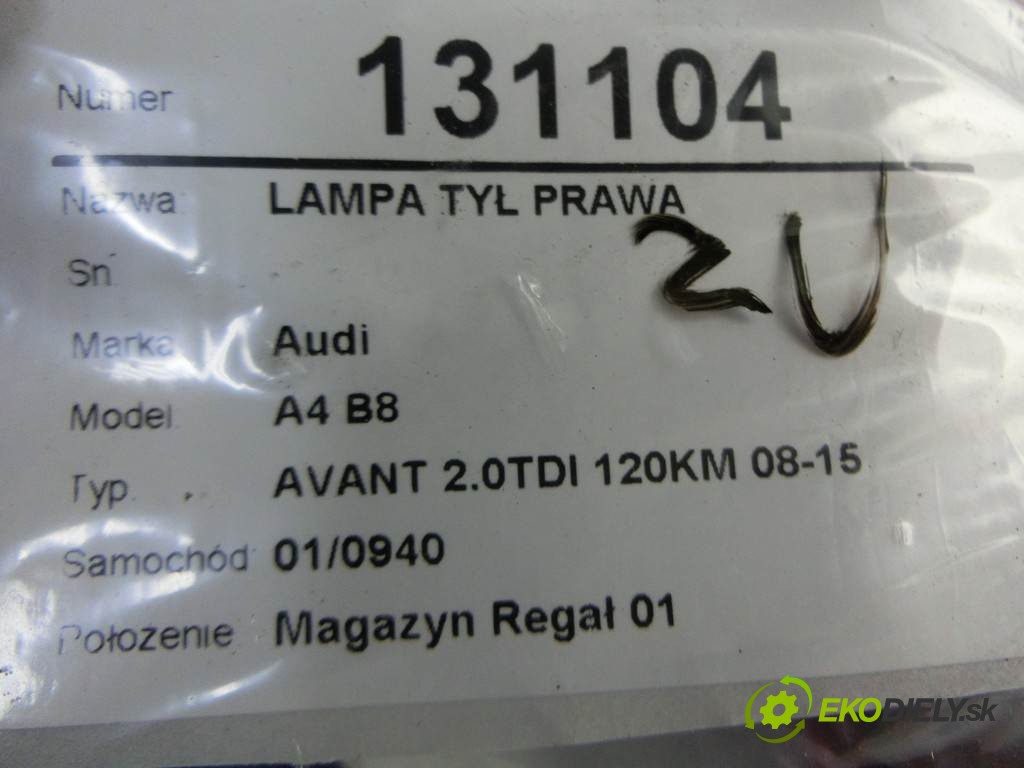 Numer 131104
Nazwa: LAMPA TYŁ PRAWA
ZU
Sn
Marka Audi
Model A4 B8
Typ. AVANT 2.0TDI 120KM 08-15
Samochód 01/0940
Położenie Magazyn Regał 01
EKODIELY.sk